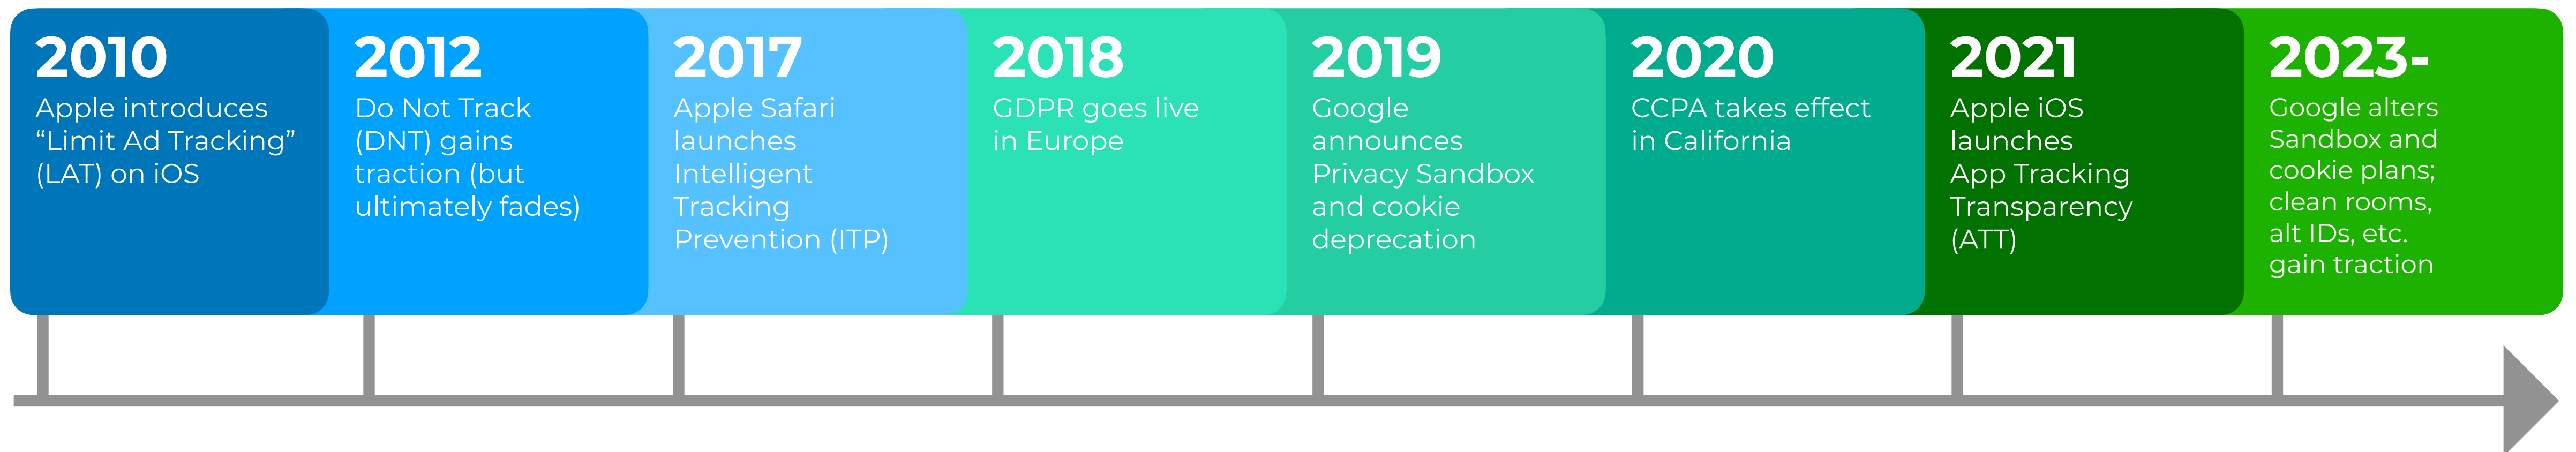 2010
Apple introduces
“Limit Ad Tracking”
(LAT) on iOS
2012
Do Not Track
(DNT) gains
traction (but
ultimately fades)
2017
Apple Safari
launches
Intelligent
Tracking
Prevention (ITP)
2018
GDPR goes live
in Europe
2019
Google
announces
Privacy Sandbox
and cookie
deprecation
2020
CCPA takes effect
in California
2021
Apple iOS
launches
App Tracking
Transparency
(ATT)
2023-
Google alters
Sandbox and
cookie plans;
clean rooms,
alt IDs, etc.
gain traction